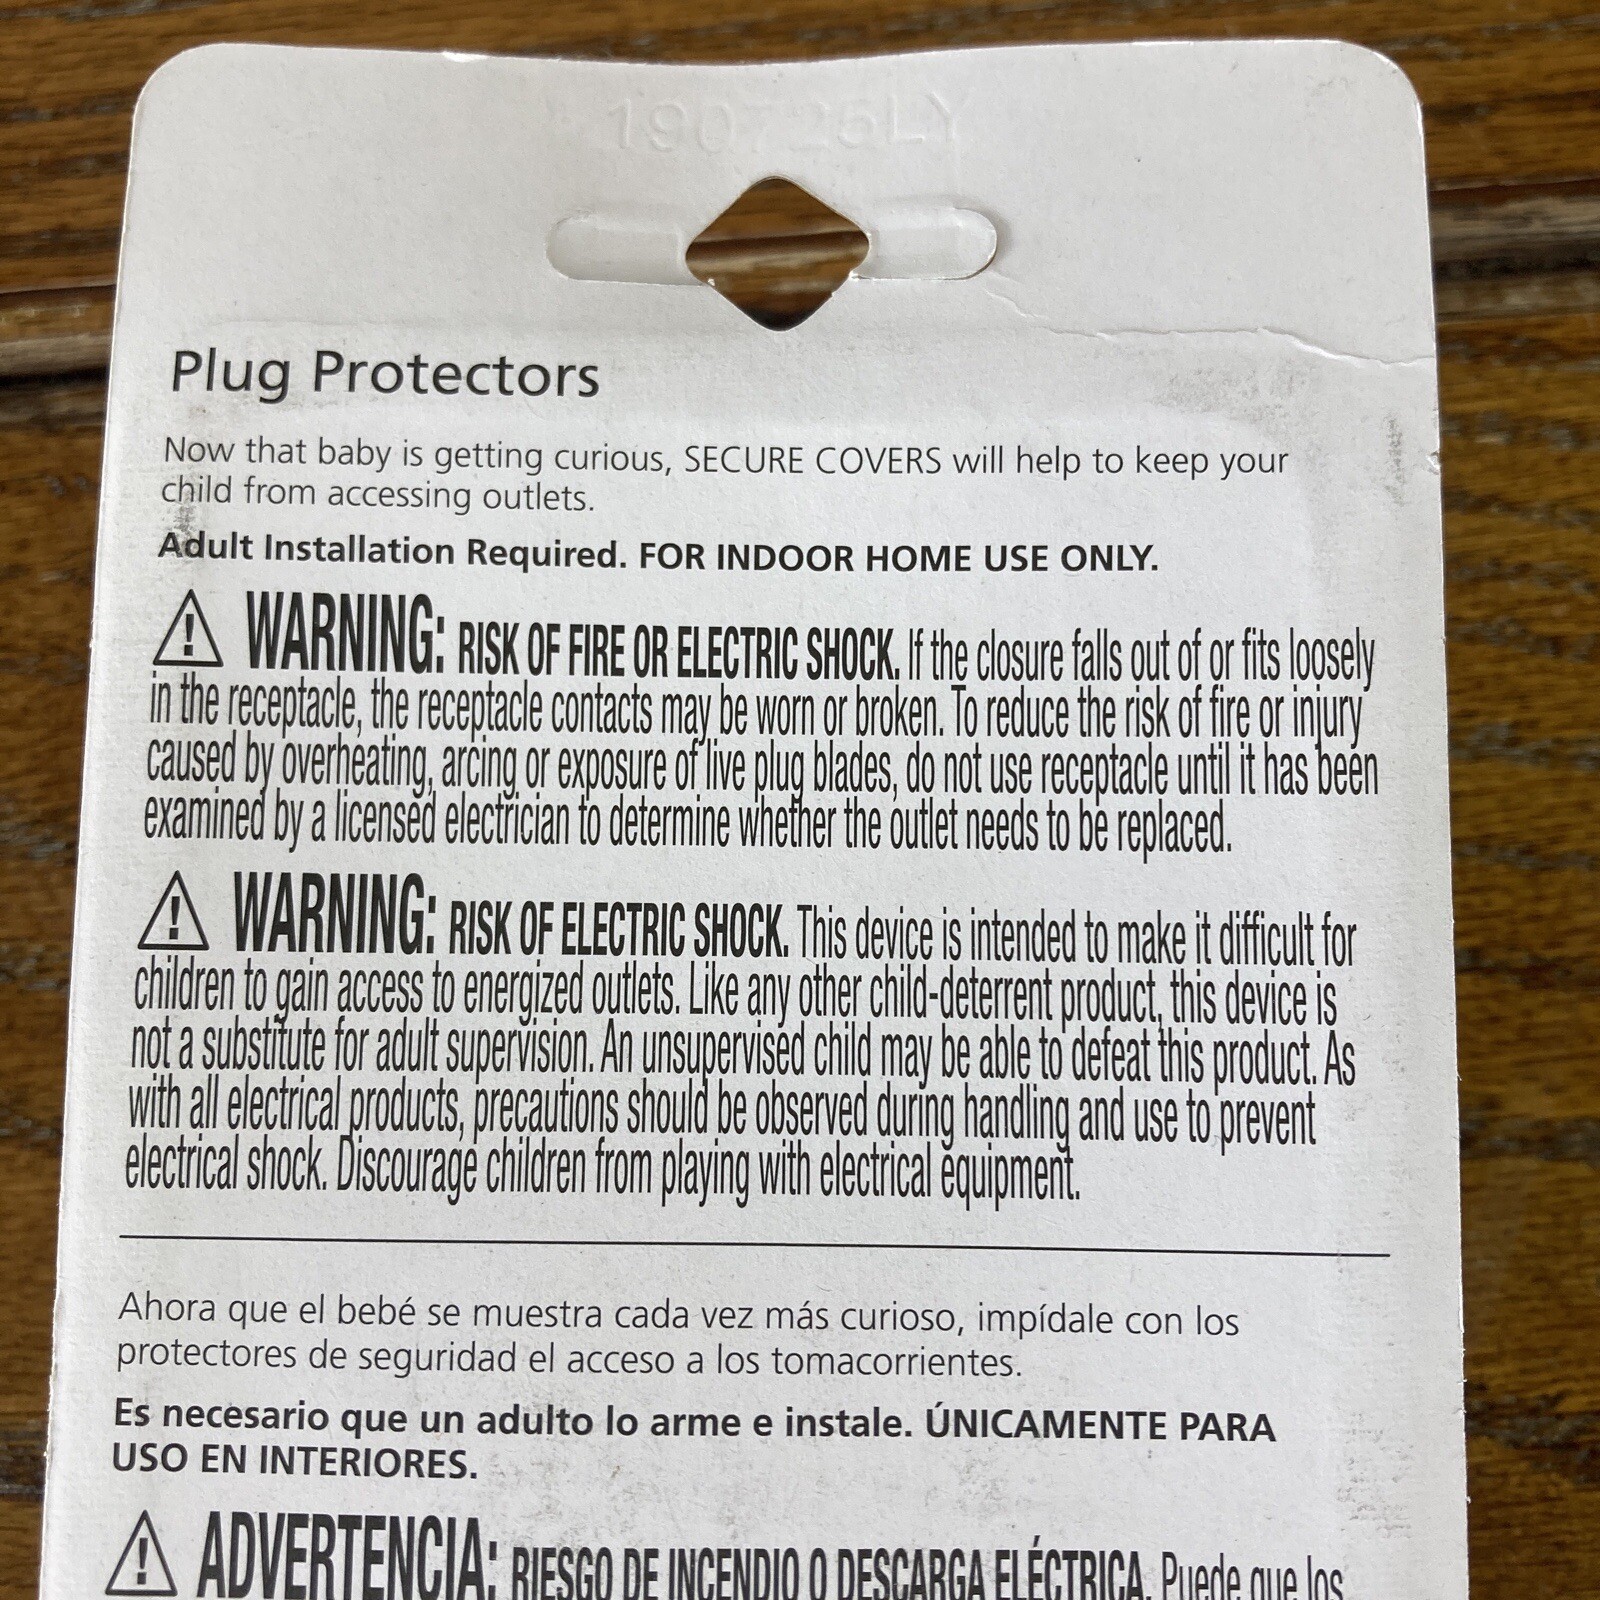 190725LY
Plug Protectors
Now that baby is getting curious, SECURE COVERS will help to keep your
child from accessing outlets.
Adult Installation Required. FOR INDOOR HOME USE ONLY.
WARNING: RISK OF FIRE OR ELECTRIC SHOCK. If the closure falls out of or fits loosely
in the receptacle, the receptacle contacts may be worn or broken. To reduce the risk of fire or injury
caused by overheating, arcing or exposure of live plug blades, do not use receptacle until it has been
examined by a licensed electrician to determine whether the outlet needs to be replaced.
WARNING: RISK OF ELECTRIC SHOCK. This device is intended to make it difficult for
children to gain access to energized outlets. Like any other child-deterrent product, this device is
not a substitute for adult supervision. An unsupervised child may be able to defeat this product. As
with all electrical products, precautions should be observed during handling and use to prevent
electrical shock. Discourage children from playing with electrical equipment.
Ahora que el bebé se muestra cada vez más curioso, impídale con los
protectores de seguridad el acceso a los tomacorrientes.
Es necesario que un adulto lo arme e instale. ÚNICAMENTE PARA
USO EN INTERIORES.
ADVERTENCIA: RIESGO DE INCENDIO O DESCARGA ELÉCTRICA. Puede que los